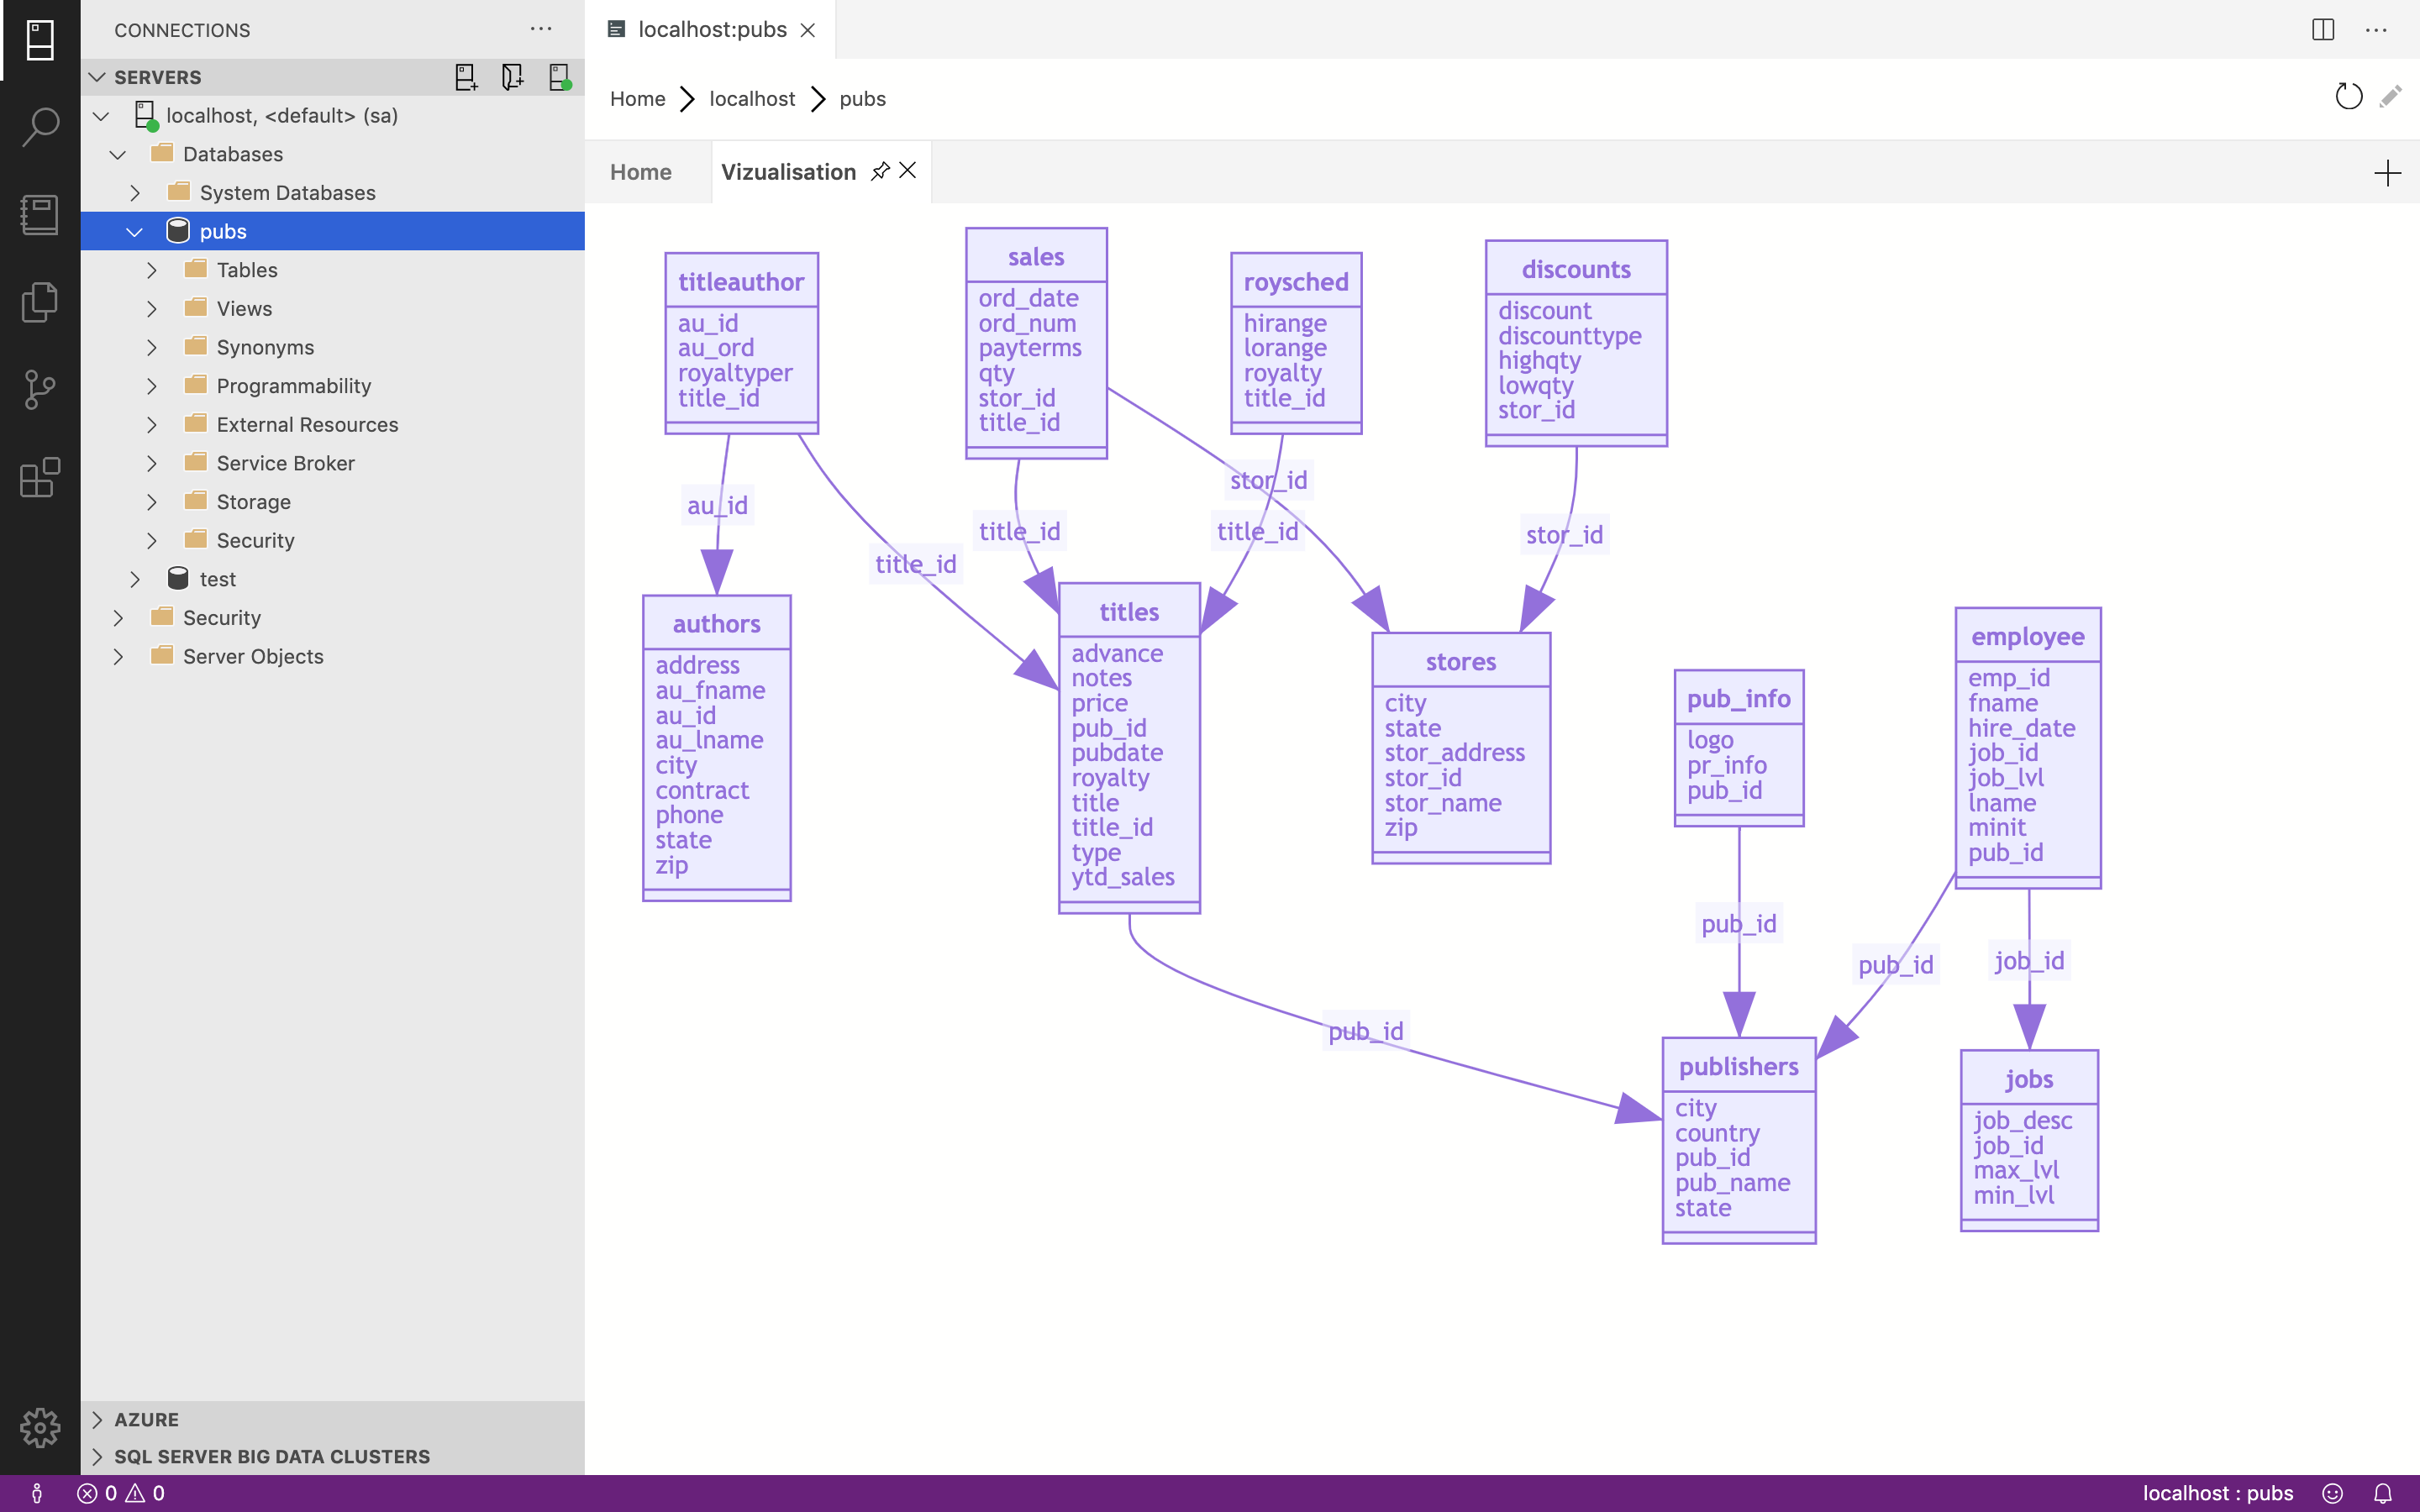 CONNECTIONS
SERVERS
localhost, <default> (sa)
Databases
System Databases
pubs
Tables
Views
Synonyms
Programmability
External Resources
Service Broker
Storage
Security
test
Security
Server Objects
AZURE
SQL SERVER BIG DATA CLUSTERS
localhost:pubs
Home
localhost
pubs
Home
Vizualisation
titleauthor
au_id
au_ord
royaltyper
title_id
sales
ord_date
ord_num
payterms
qty
stor_id
title_id
roysched
hirange
lorange
royalty
title_id
discounts
discount
discounttype
highqty
lowqty
stor_id
au_id
title_id
title_id
stor_id
title_id
stor_id
authors
address
au_fname
au_id
au_lname
city
contract
phone
state
zip
titles
advance
notes
price
pub_id
pubdate
royalty
title
title_id
type
ytd_sales
stores
city
state
stor_address
stor_id
stor_name
zip
pub_info
logo
pr_info
pub_id
employee
emp_id
fname
hire_date
job_id
job_lvl
lname
minit
pub_id
pub_id
pub_id
pub_id
job_id
publishers
city
country
pub_id
pub_name
state
jobs
job_desc
job_id
max_lvl
min_lvl
0
0
localhost : pubs